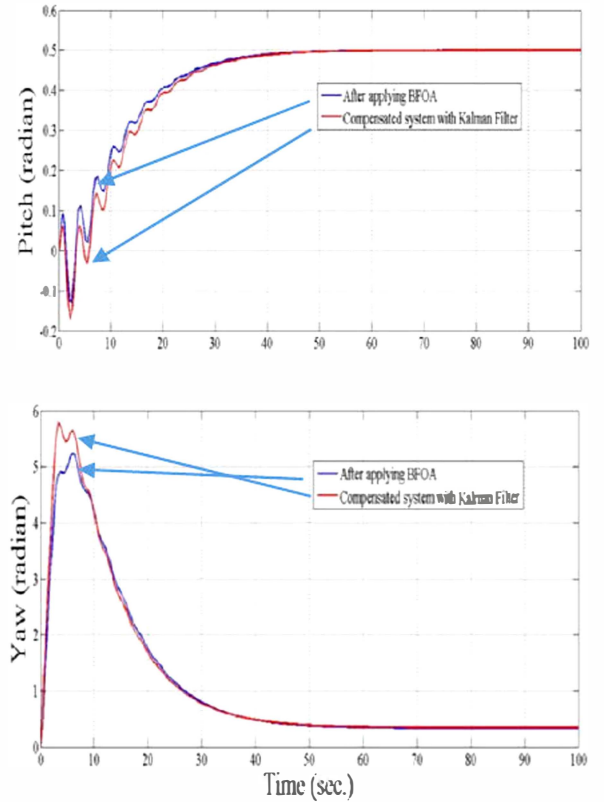 0.6
0.5
0.4
0.3
0.2
0.1
0
-0.1
-0.2
Pitch (radian)
After applying BFOA
Compensated system with Kalman Filter
0 10 20 30 40 50 60 70 80 90 100
6
5
4
3
2
1
0
Yaw (radian)
After applying BFOA
Compensated system with Kalman Filter
0 10 20 30 40 50 60 70 80 90 100
Time (sec.)